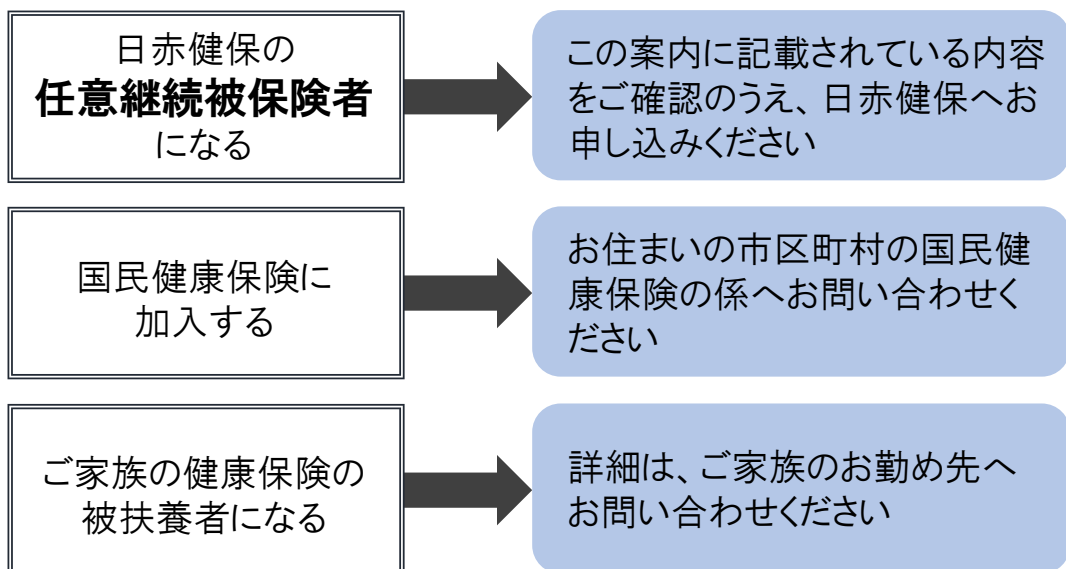 日赤健保の
任意継続被保険者
になる
この案内に記載されている内容
をご確認のうえ、日赤健保へお
申し込みください
国民健康保険に
加入する
お住まいの市区町村の国民健
康保険の係へお問い合わせく
ださい
ご家族の健康保険の
被扶養者になる
詳細は、ご家族のお勤め先へ
お問い合わせください